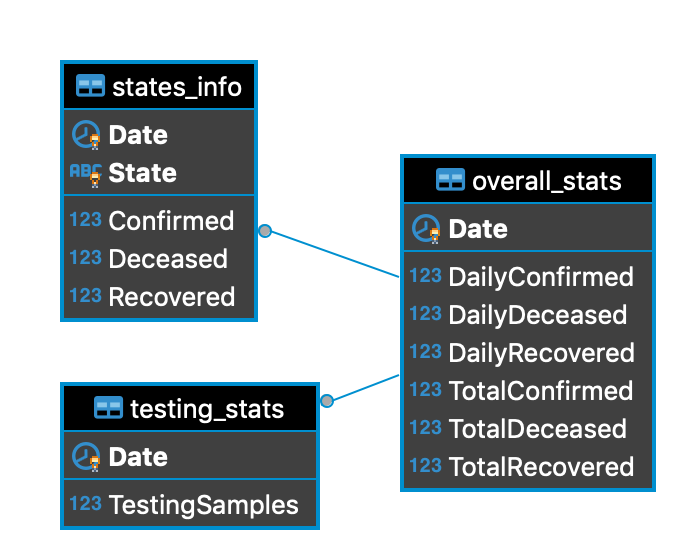 states_info
Date
ABC State
123 Confirmed
123 Deceased
123 Recovered
overall_stats
Date
123 DailyConfirmed
123 DailyDeceased
123 DailyRecovered
123 TotalConfirmed
123 TotalDeceased
123 TotalRecovered
testing_stats
Date
123 TestingSamples